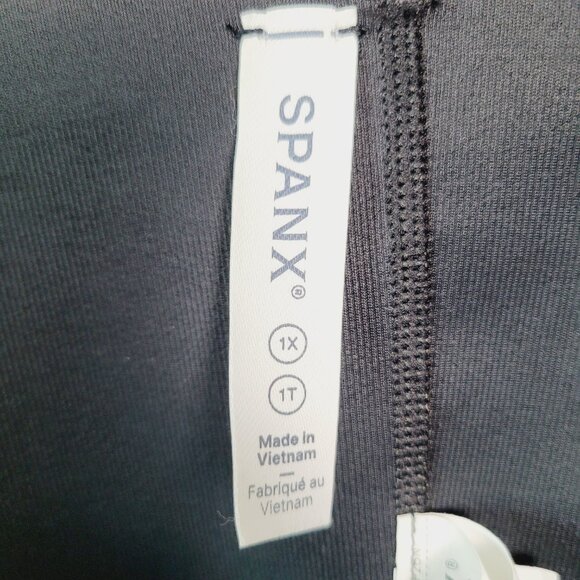 SPANX®
1X
1T
Made in
Vietnam
—
Fabriqué au
Vietnam
®